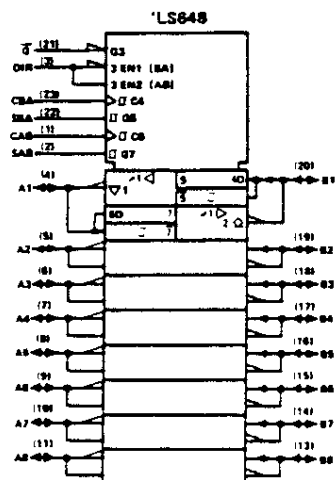 'LS648
G̅ (21) G3
DIR (3) 3 EN1 [BA]
3 EN2 [AB]
CBA (23) C4
SBA (22) G5
CAB (1) C6
SAB (2) G7
A1 (4) 1 5 4D (20) B1
5
6D 7 1 2
7
A2 (5) (19) B2
A3 (6) (18) B3
A4 (7) (17) B4
A5 (8) (16) B5
A6 (9) (15) B6
A7 (10) (14) B7
A8 (11) (13) B8